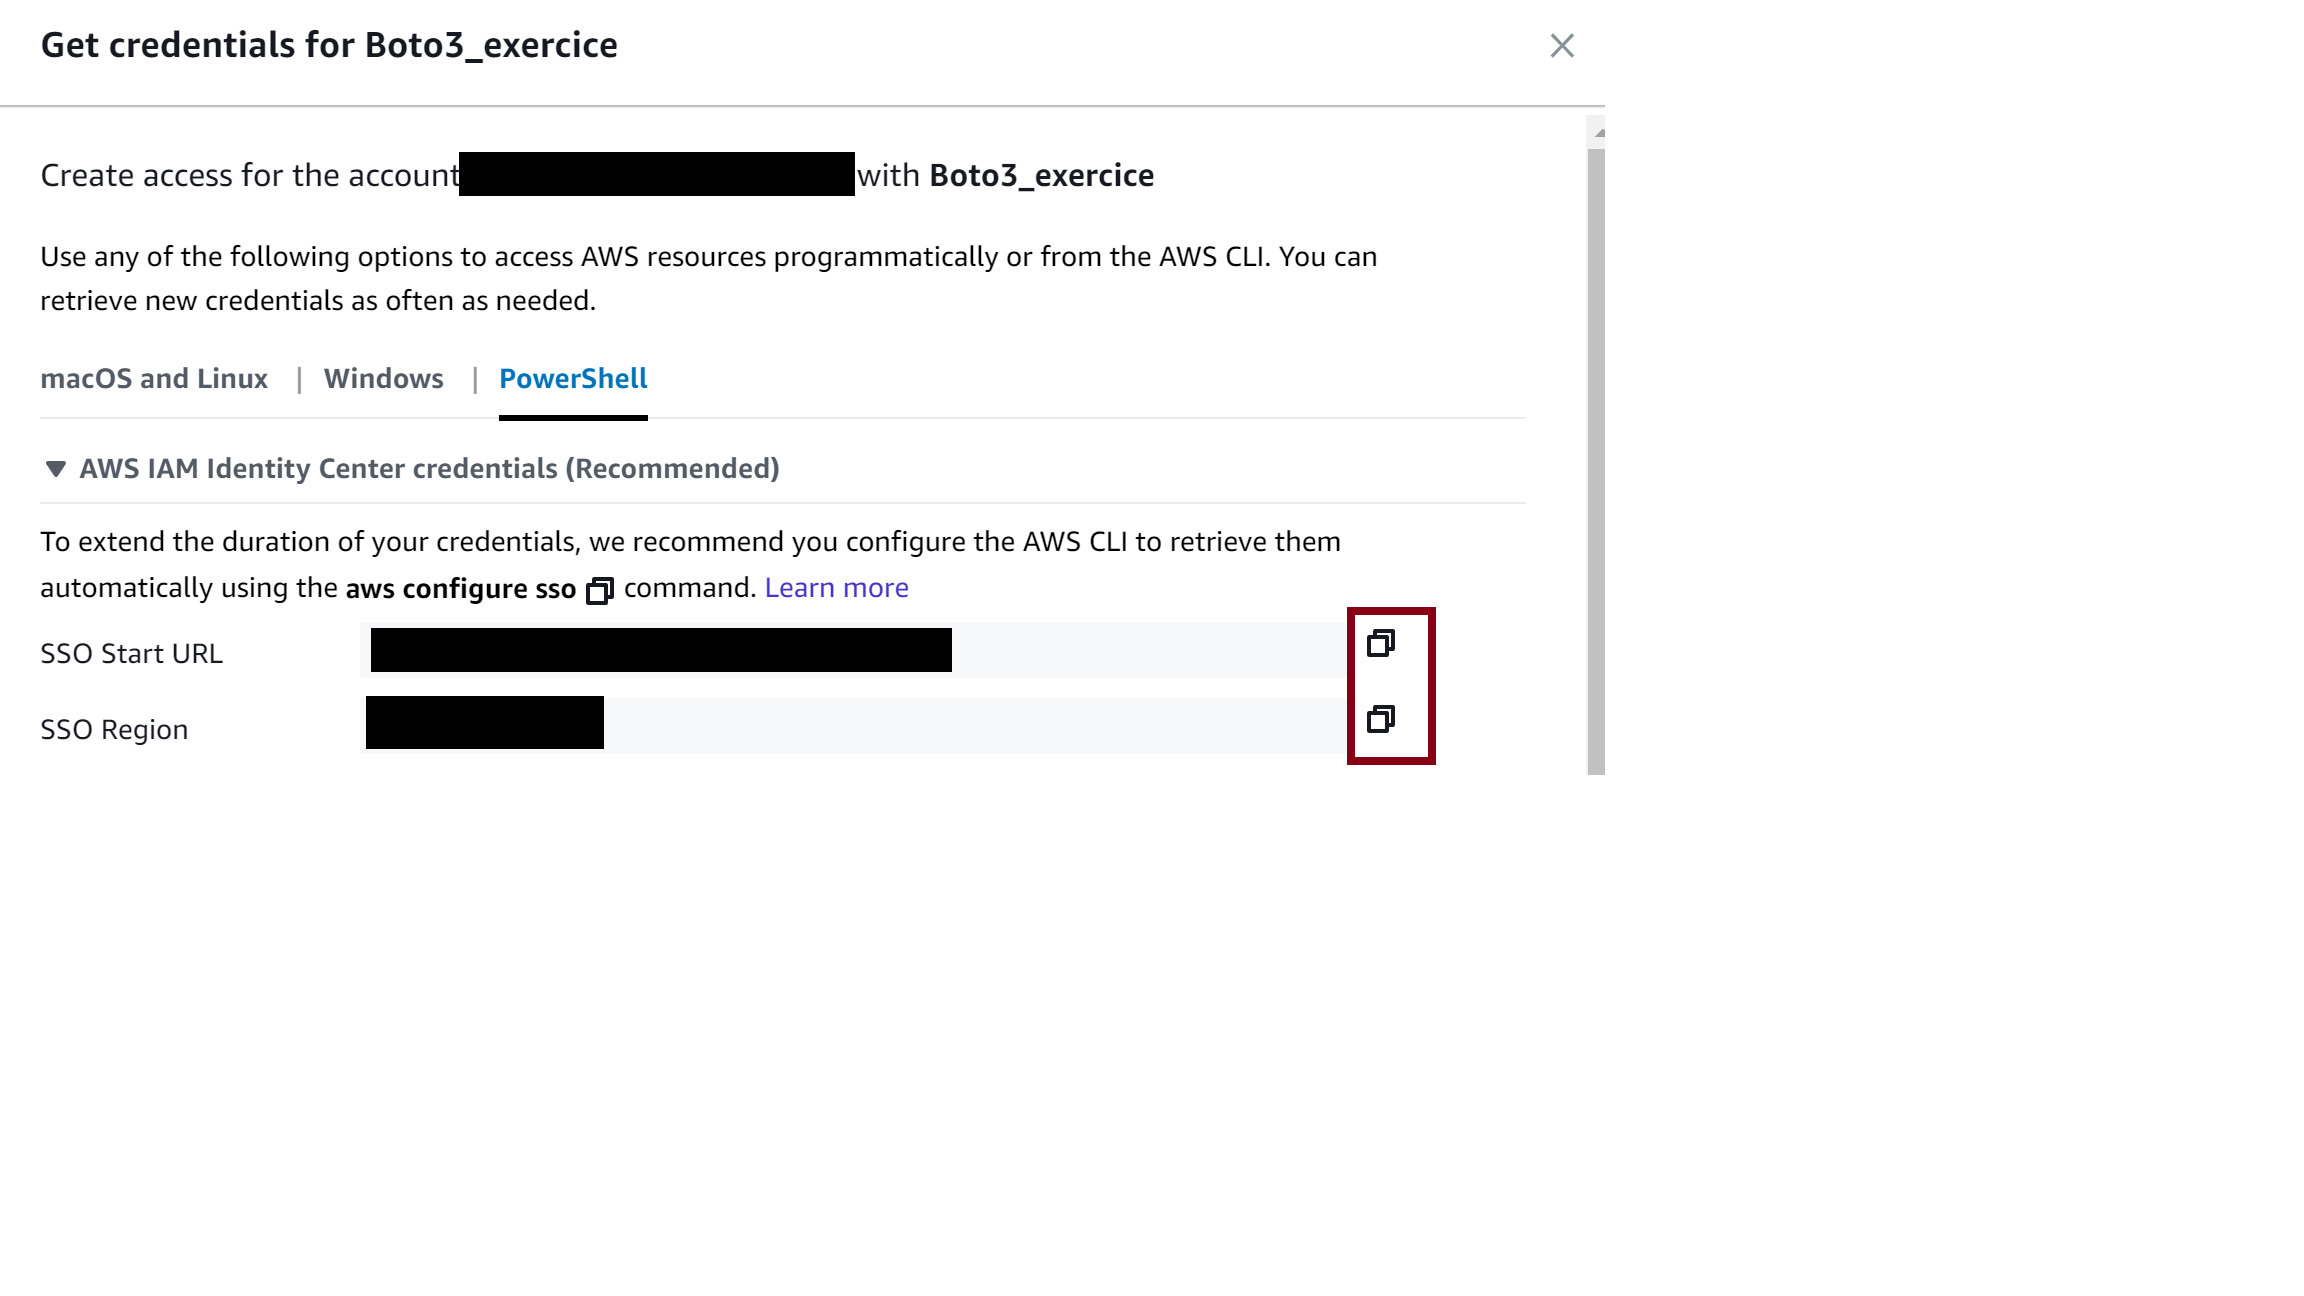 Get credentials for Boto3_exercice
Create access for the account with Boto3_exercice
Use any of the following options to access AWS resources programmatically or from the AWS CLI. You can
retrieve new credentials as often as needed.
macOS and Linux | Windows | PowerShell
AWS IAM Identity Center credentials (Recommended)
To extend the duration of your credentials, we recommend you configure the AWS CLI to retrieve them
automatically using the aws configure sso command. Learn more
SSO Start URL
SSO Region